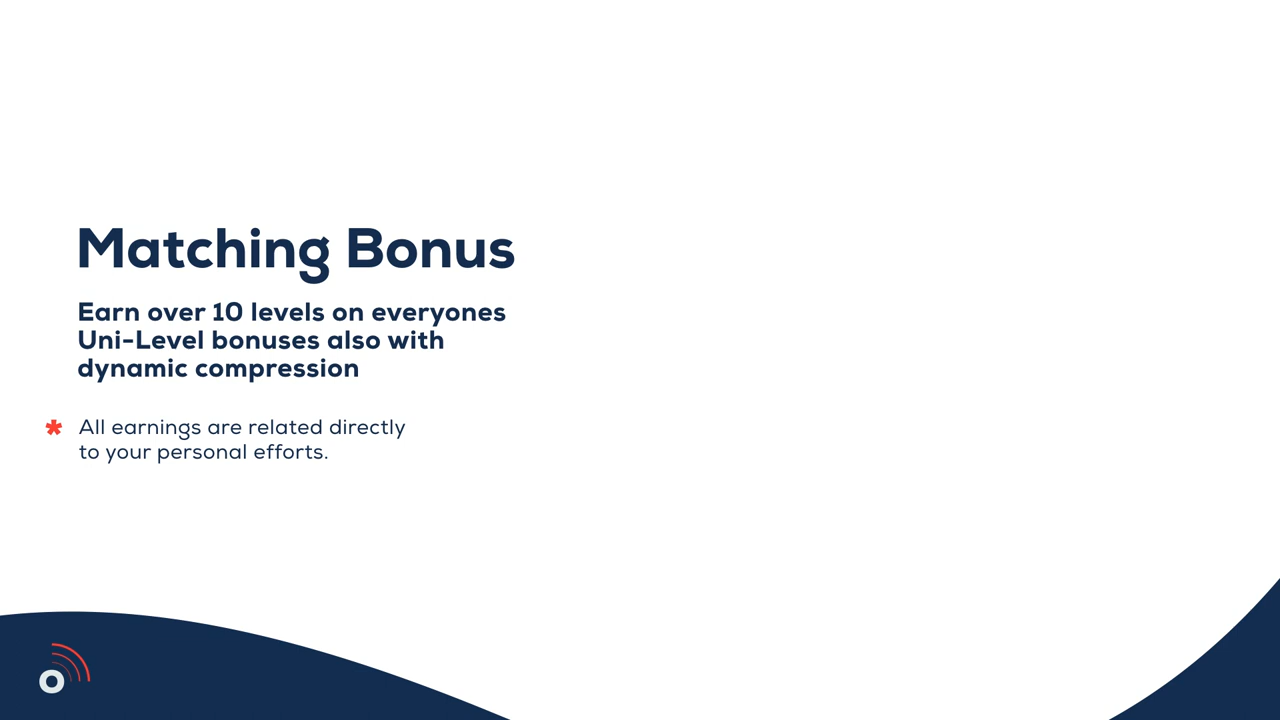 Matching Bonus
Earn over 10 levels on everyones
Uni-Level bonuses also with
dynamic compression
* All earnings are related directly
to your personal efforts.